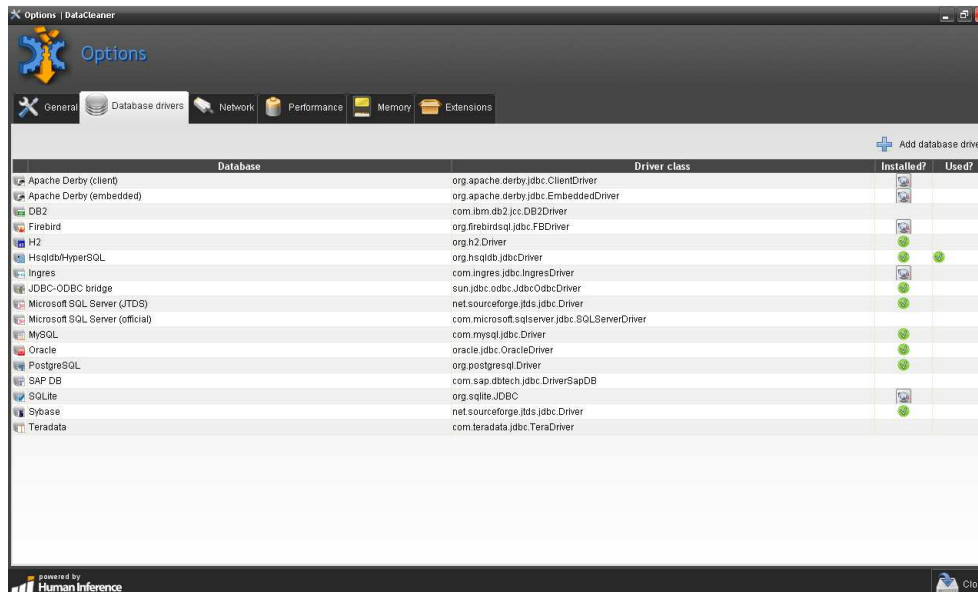 Options | DataCleaner
Options
General Database drivers Network Performance Memory Extensions
Add database drive
Database Driver class Installed? Used?
Apache Derby (client) org.apache.derby.jdbc.ClientDriver
Apache Derby (embedded) org.apache.derby.jdbc.EmbeddedDriver
DB2 com.ibm.db2.jcc.DB2Driver
Firebird org.firebirdsql.jdbc.FBDriver
H2 org.h2.Driver
Hsqldb/HyperSQL org.hsqldb.jdbcDriver
Ingres com.ingres.jdbc.IngresDriver
JDBC-ODBC bridge sun.jdbc.odbc.JdbcOdbcDriver
Microsoft SQL Server (JTDS) net.sourceforge.jtds.jdbc.Driver
Microsoft SQL Server (official) com.microsoft.sqlserver.jdbc.SQLServerDriver
MySQL com.mysql.jdbc.Driver
Oracle oracle.jdbc.OracleDriver
PostgreSQL org.postgresql.Driver
SAP DB com.sap.dbtech.jdbc.DriverSapDB
SQLite org.sqlite.JDBC
Sybase net.sourceforge.jtds.jdbc.Driver
Teradata com.teradata.jdbc.TeraDriver
powered by
Human Inference
Clo